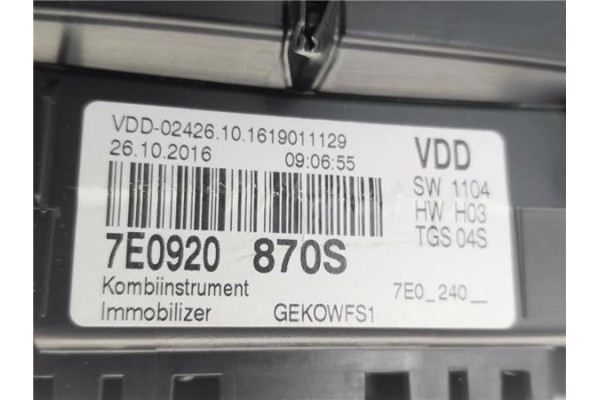 VDD-02426.10.1619011129
26.10.2016 09:06:55
VDD
SW 1104
HW H03
TGS 04S
7E0920 870S
Kombiinstrument 7E0_240__
Immobilizer GEKOWFS1